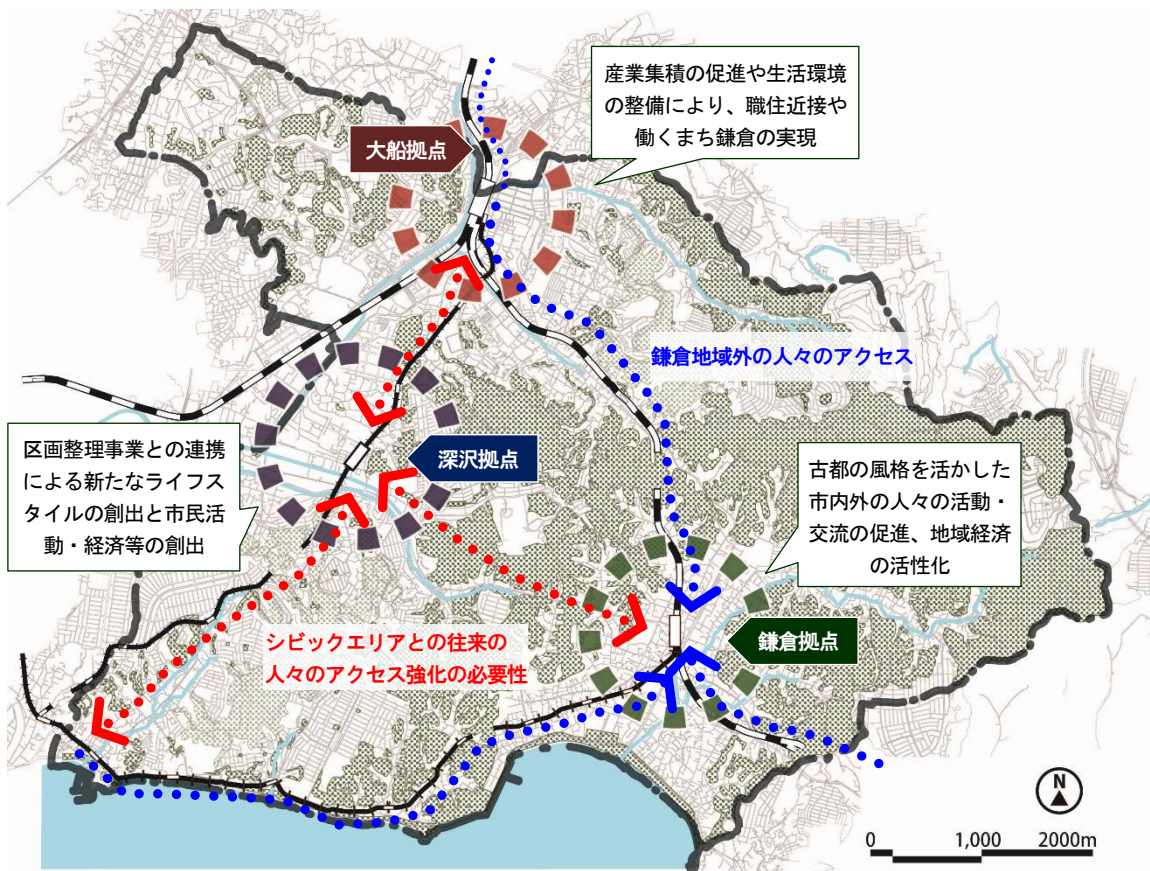 産業集積の促進や生活環境
の整備により、職住近接や
働くまち鎌倉の実現
大船拠点
鎌倉地域外の人々のアクセス
深沢拠点
区画整理事業との連携
による新たなライフス
タイルの創出と市民活
動・経済等の創出
古都の風格を活かした
市内外の人々の活動・
交流の促進、地域経済
の活性化
鎌倉拠点
シビックエリアとの往来の
人々のアクセス強化の必要性
N
0 1,000 2000m